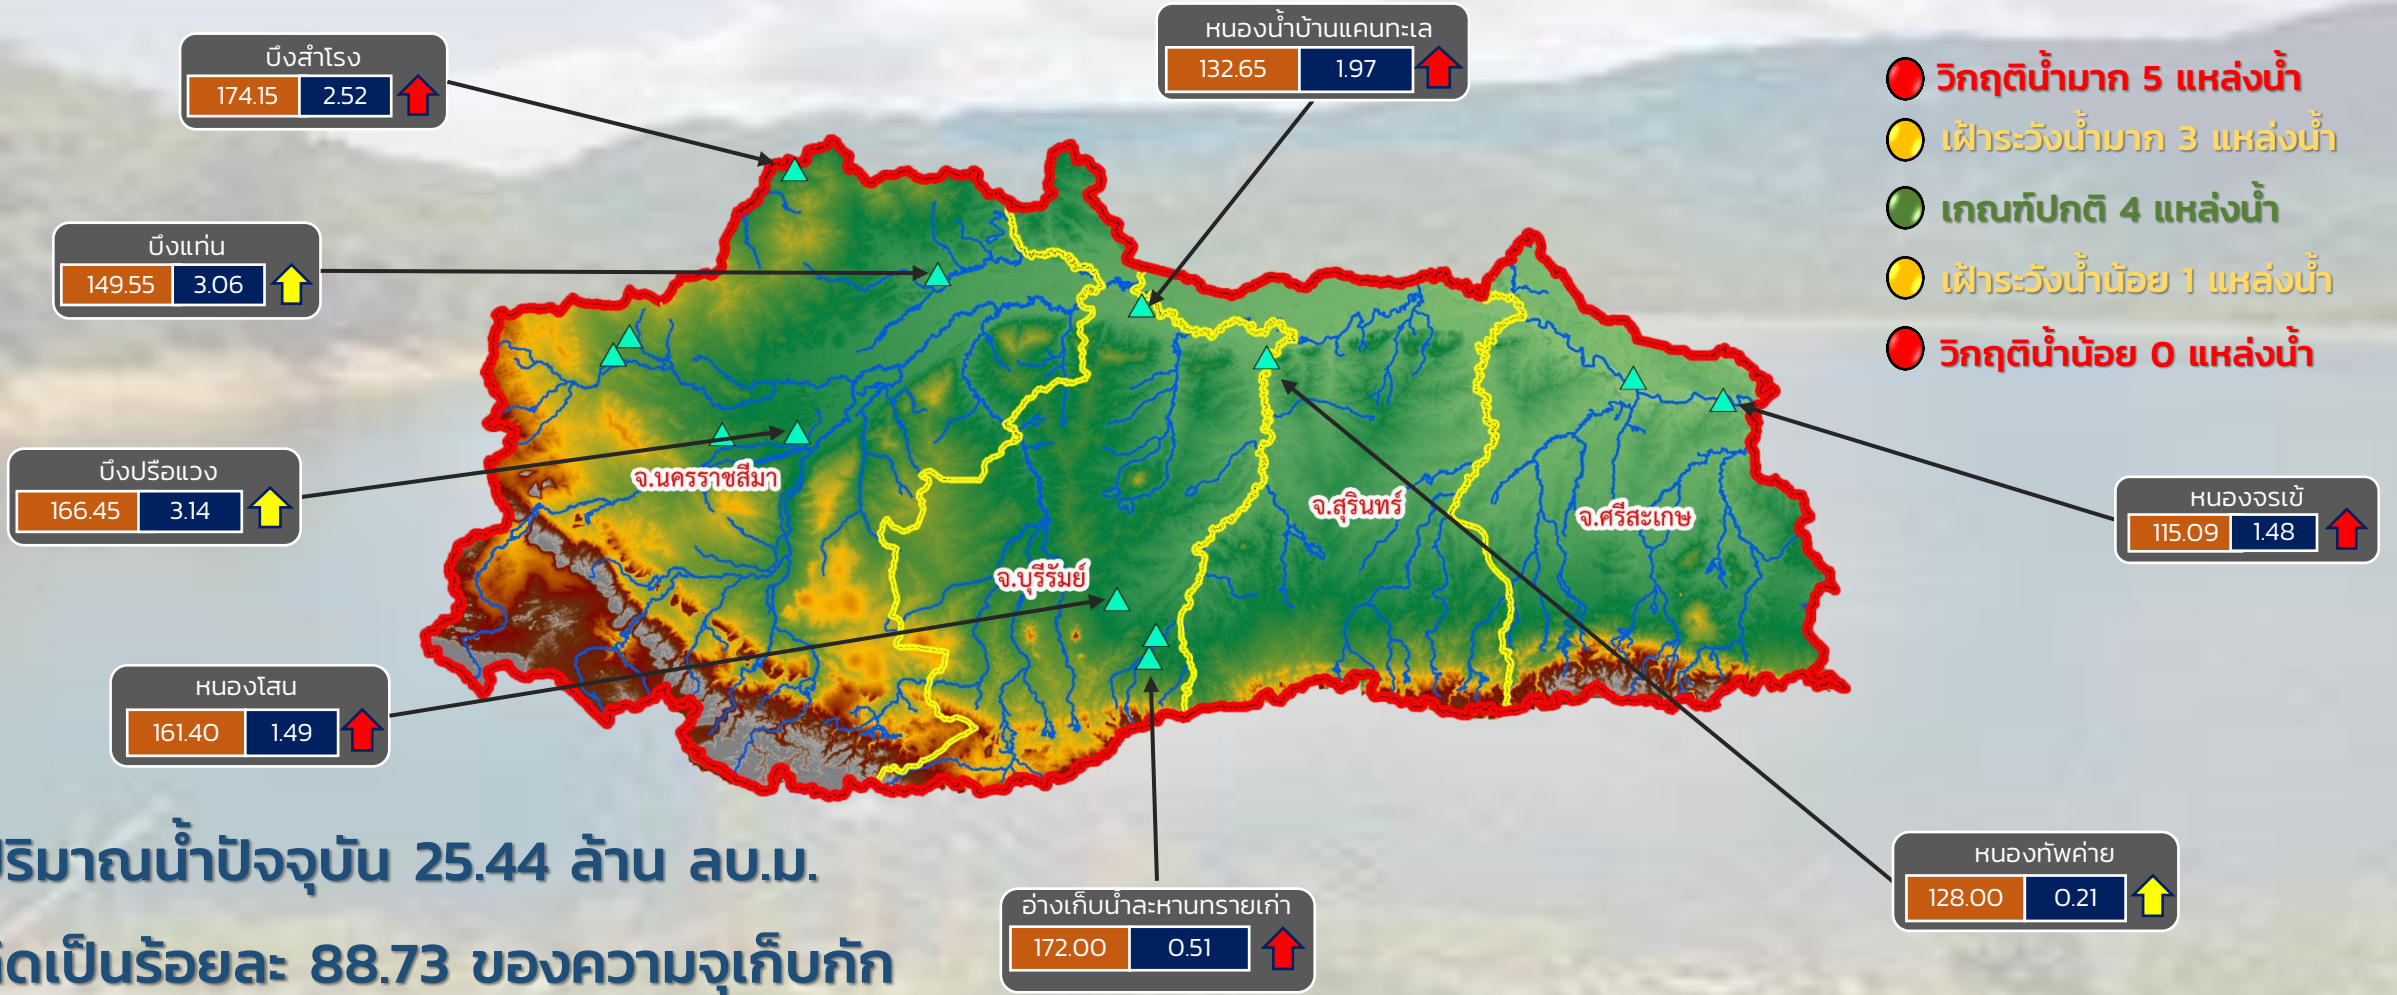 บึงสำโรง
174.15 2.52
หนองน้ำบ้านแคนทะเล
132.65 1.97
วิกฤติน้ำมาก 5 แหล่งน้ำ
เฝ้าระวังน้ำมาก 3 แหล่งน้ำ
เกณฑ์ปกติ 4 แหล่งน้ำ
เฝ้าระวังน้ำน้อย 1 แหล่งน้ำ
วิกฤติน้ำน้อย 0 แหล่งน้ำ
บึงแท่น
149.55 3.06
บึงปรือแวง
166.45 3.14
จ.นครราชสีมา
จ.บุรีรัมย์
จ.สุรินทร์
จ.ศรีสะเกษ
หนองจรเข้
115.09 1.48
หนองโสน
161.40 1.49
อ่างเก็บน้ำละหานทรายเก่า
172.00 0.51
หนองทัพค่าย
128.00 0.21
ปริมาณน้ำปัจจุบัน 25.44 ล้าน ลบ.ม.
คิดเป็นร้อยละ 88.73 ของความจุเก็บกัก